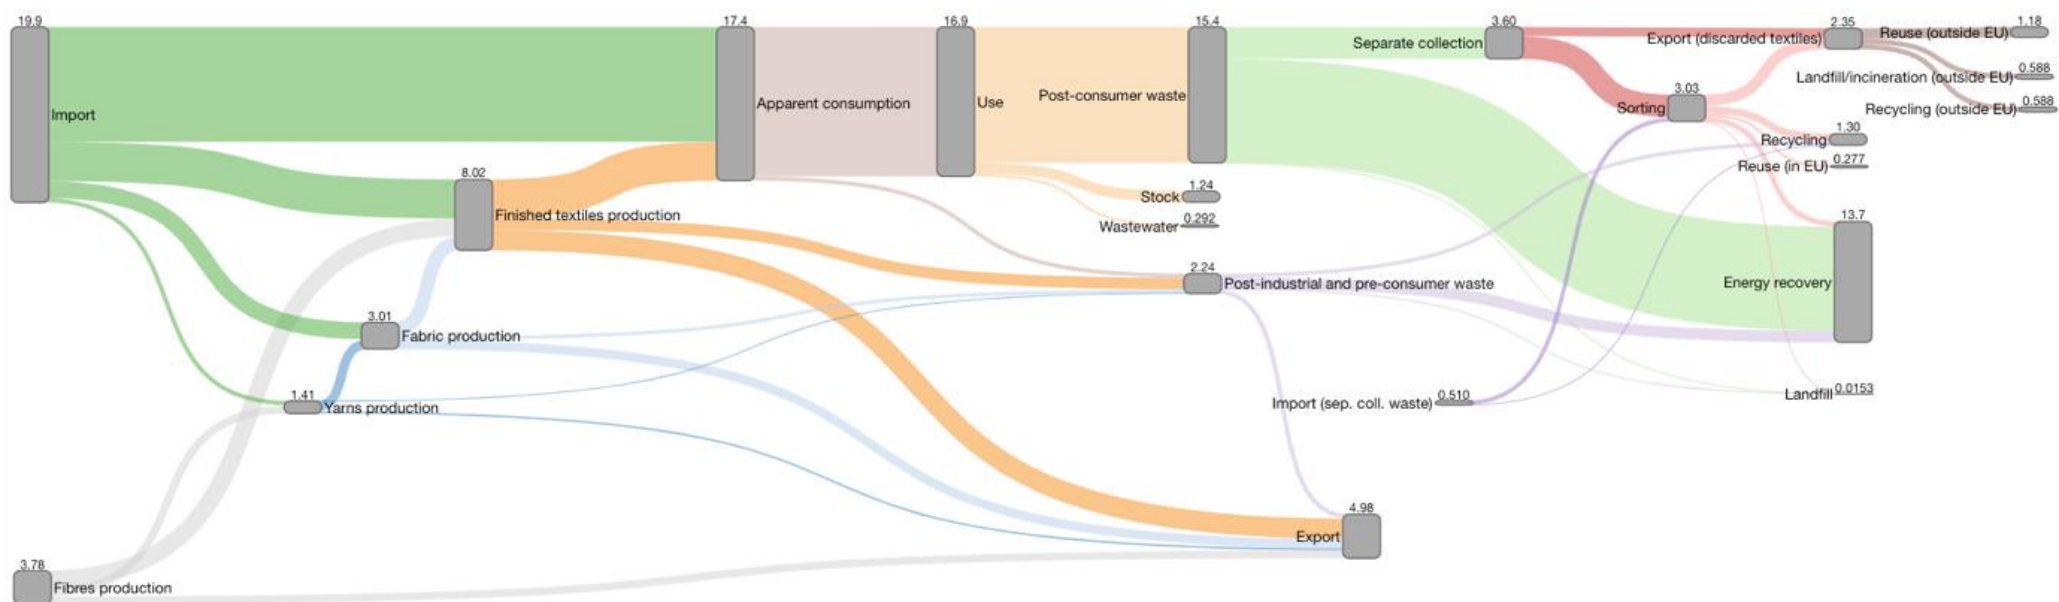 19.9
Import
17.4
Apparent consumption
16.9
Use
15.4
Post-consumer waste
3.60
Separate collection
2.35
Export (discarded textiles)
1.18
Reuse (outside EU)
0.588
Landfill/incineration (outside EU)
0.588
Recycling (outside EU)
3.03
Sorting
1.30
Recycling
0.277
Reuse (in EU)
8.02
Finished textiles production
1.24
Stock
0.292
Wastewater
2.24
Post-industrial and pre-consumer waste
13.7
Energy recovery
3.01
Fabric production
1.41
Yarns production
0.510
Import (sep. coll. waste)
0.0153
Landfill
4.98
Export
3.78
Fibres production